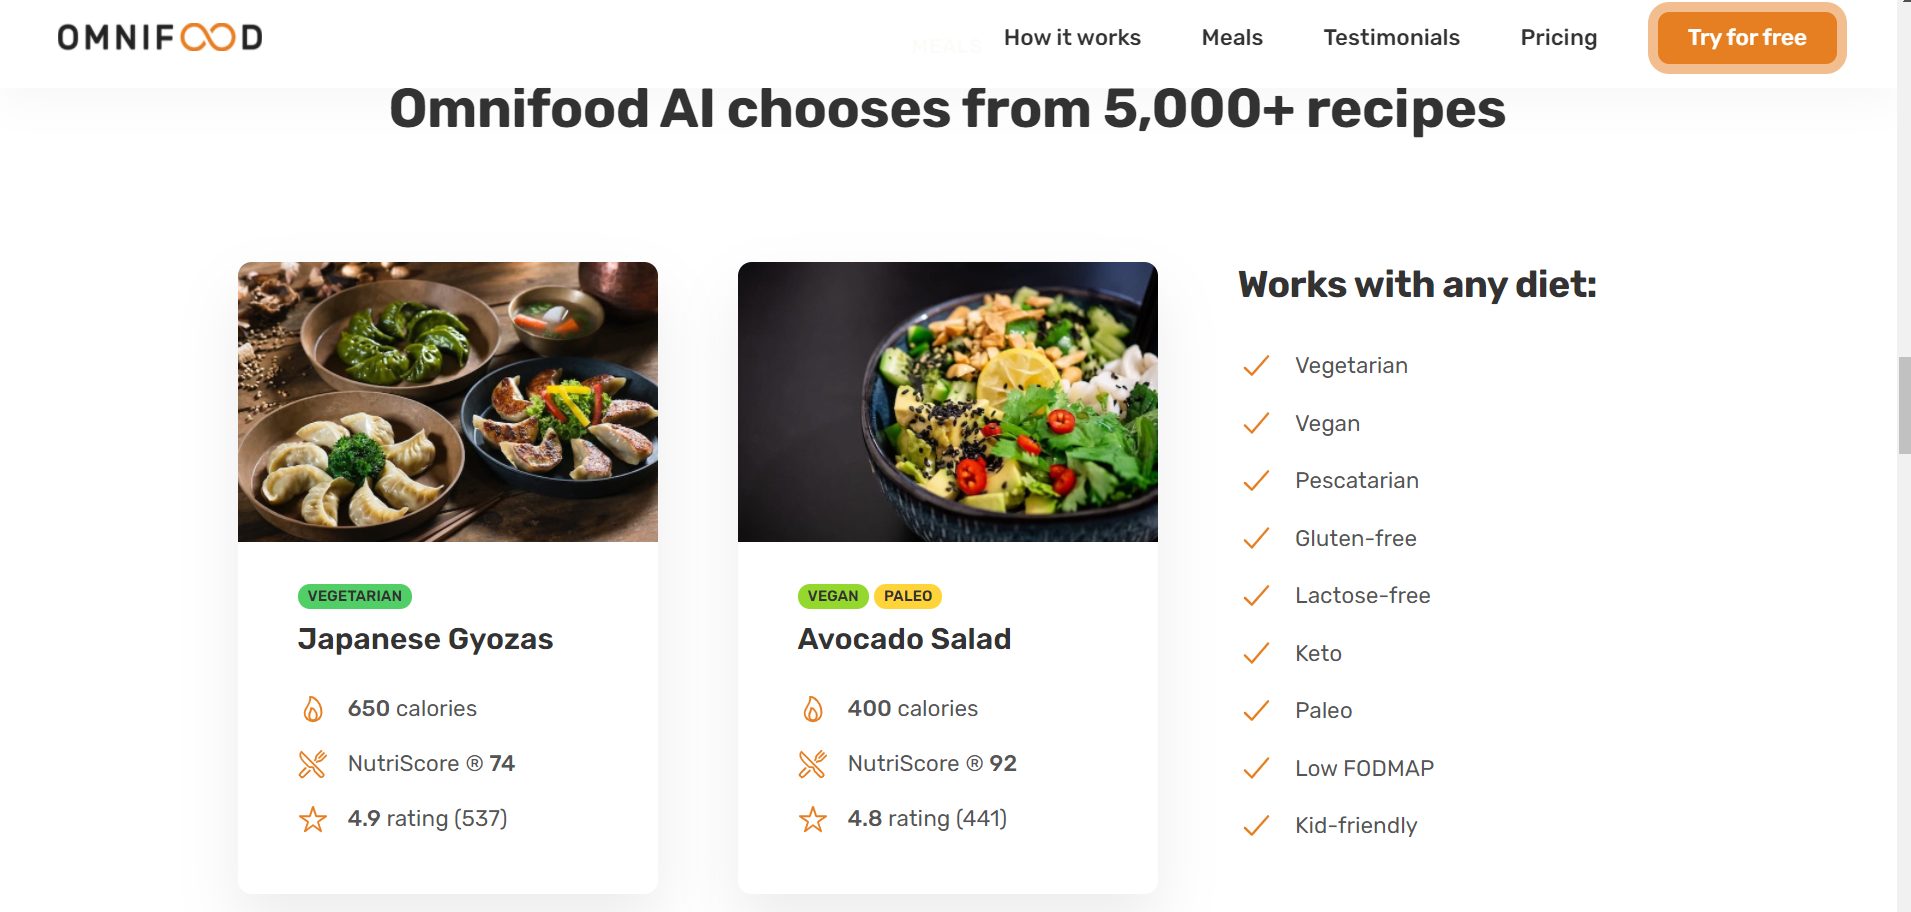 OMNIFOOD
How it works
Meals
Testimonials
Pricing
Try for free
MEALS
Omnifood AI chooses from 5,000+ recipes
VEGETARIAN
Japanese Gyozas
650 calories
NutriScore ® 74
4.9 rating (537)
VEGAN PALEO
Avocado Salad
400 calories
NutriScore ® 92
4.8 rating (441)
Works with any diet:
Vegetarian
Vegan
Pescatarian
Gluten-free
Lactose-free
Keto
Paleo
Low FODMAP
Kid-friendly